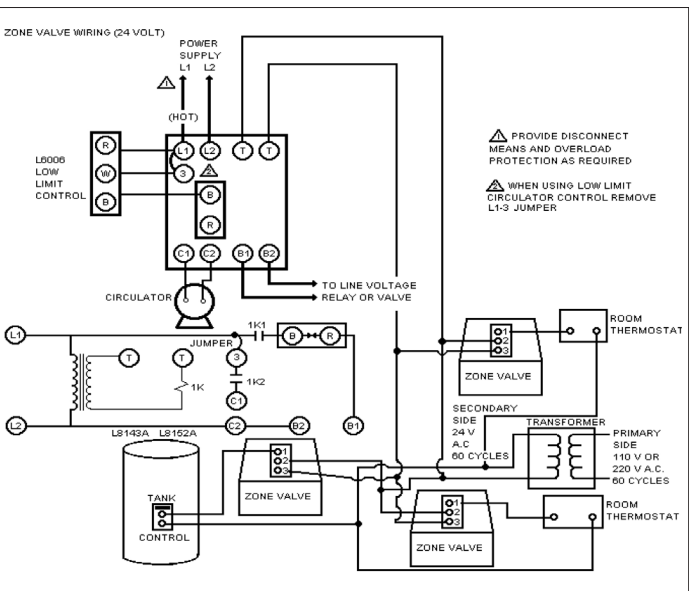 ZONE VALVE WIRING (24 VOLT)
POWER
SUPPLY
L1 L2
1
(HOT)
L6006
LOW
LIMIT
CONTROL
R
W
B
L1
L2
T
T
3
2
B
R
C1
C2
B1
B2
1 PROVIDE DISCONNECT
MEANS AND OVERLOAD
PROTECTION AS REQUIRED
2 WHEN USING LOW LIMIT
CIRCULATOR CONTROL REMOVE
L1-3 JUMPER
TO LINE VOLTAGE
RELAY OR VALVE
CIRCULATOR
L1
JUMPER
1K1
B
R
T
T
3
1K
1K2
C1
L2
C2
B2
B1
L8143A L8152A
1
2
3
ZONE VALVE
ROOM
THERMOSTAT
SECONDARY
SIDE
24 V
A.C
60 CYCLES
TRANSFORMER
PRIMARY
SIDE
110 V OR
220 V A.C.
60 CYCLES
TANK
CONTROL
1
2
3
ZONE VALVE
1
2
3
ZONE VALVE
ROOM
THERMOSTAT